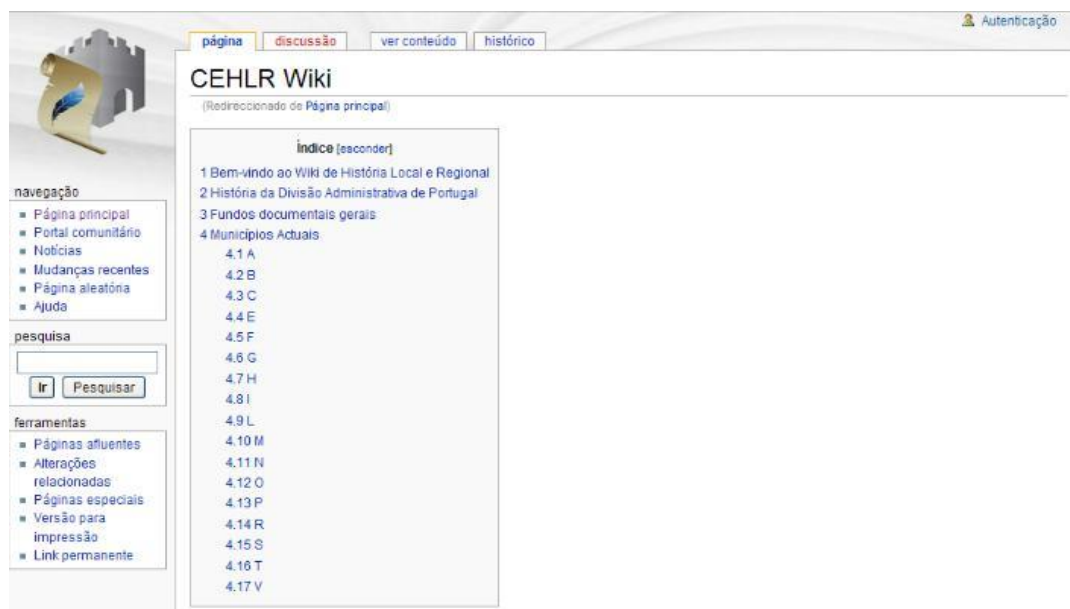 Autenticação
página discussão ver conteúdo histórico
CEHLR Wiki
(Redireccionado de Página principal)
Índice [esconder]
1 Bem-vindo ao Wiki de História Local e Regional
2 História da Divisão Administrativa de Portugal
3 Fundos documentais gerais
4 Municípios Actuais
4.1 A
4.2 B
4.3 C
4.4 E
4.5 F
4.6 G
4.7 H
4.8 I
4.9 L
4.10 M
4.11 N
4.12 O
4.13 P
4.14 R
4.15 S
4.16 T
4.17 V
navegação
Página principal
Portal comunitário
Notícias
Mudanças recentes
Página aleatória
Ajuda
pesquisa
Ir Pesquisar
ferramentas
Páginas afluentes
Alterações
relacionadas
Páginas especiais
Versão para
impressão
Link permanente